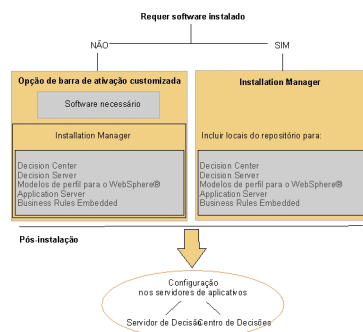 Requer software instalado
NÃO
SIM
Opção de barra de ativação customizada
Software necessário
Installation Manager
Decision Center
Decision Server
Modelos de perfil para o WebSphere®
Application Server
Business Rules Embedded
Installation Manager
Incluir locais do repositório para:
Decision Center
Decision Server
Modelos de perfil para o WebSphere®
Application Server
Business Rules Embedded
Pós-instalação
Configuração
nos servidores de aplicativos
Servidor de Decisão
Centro de Decisões